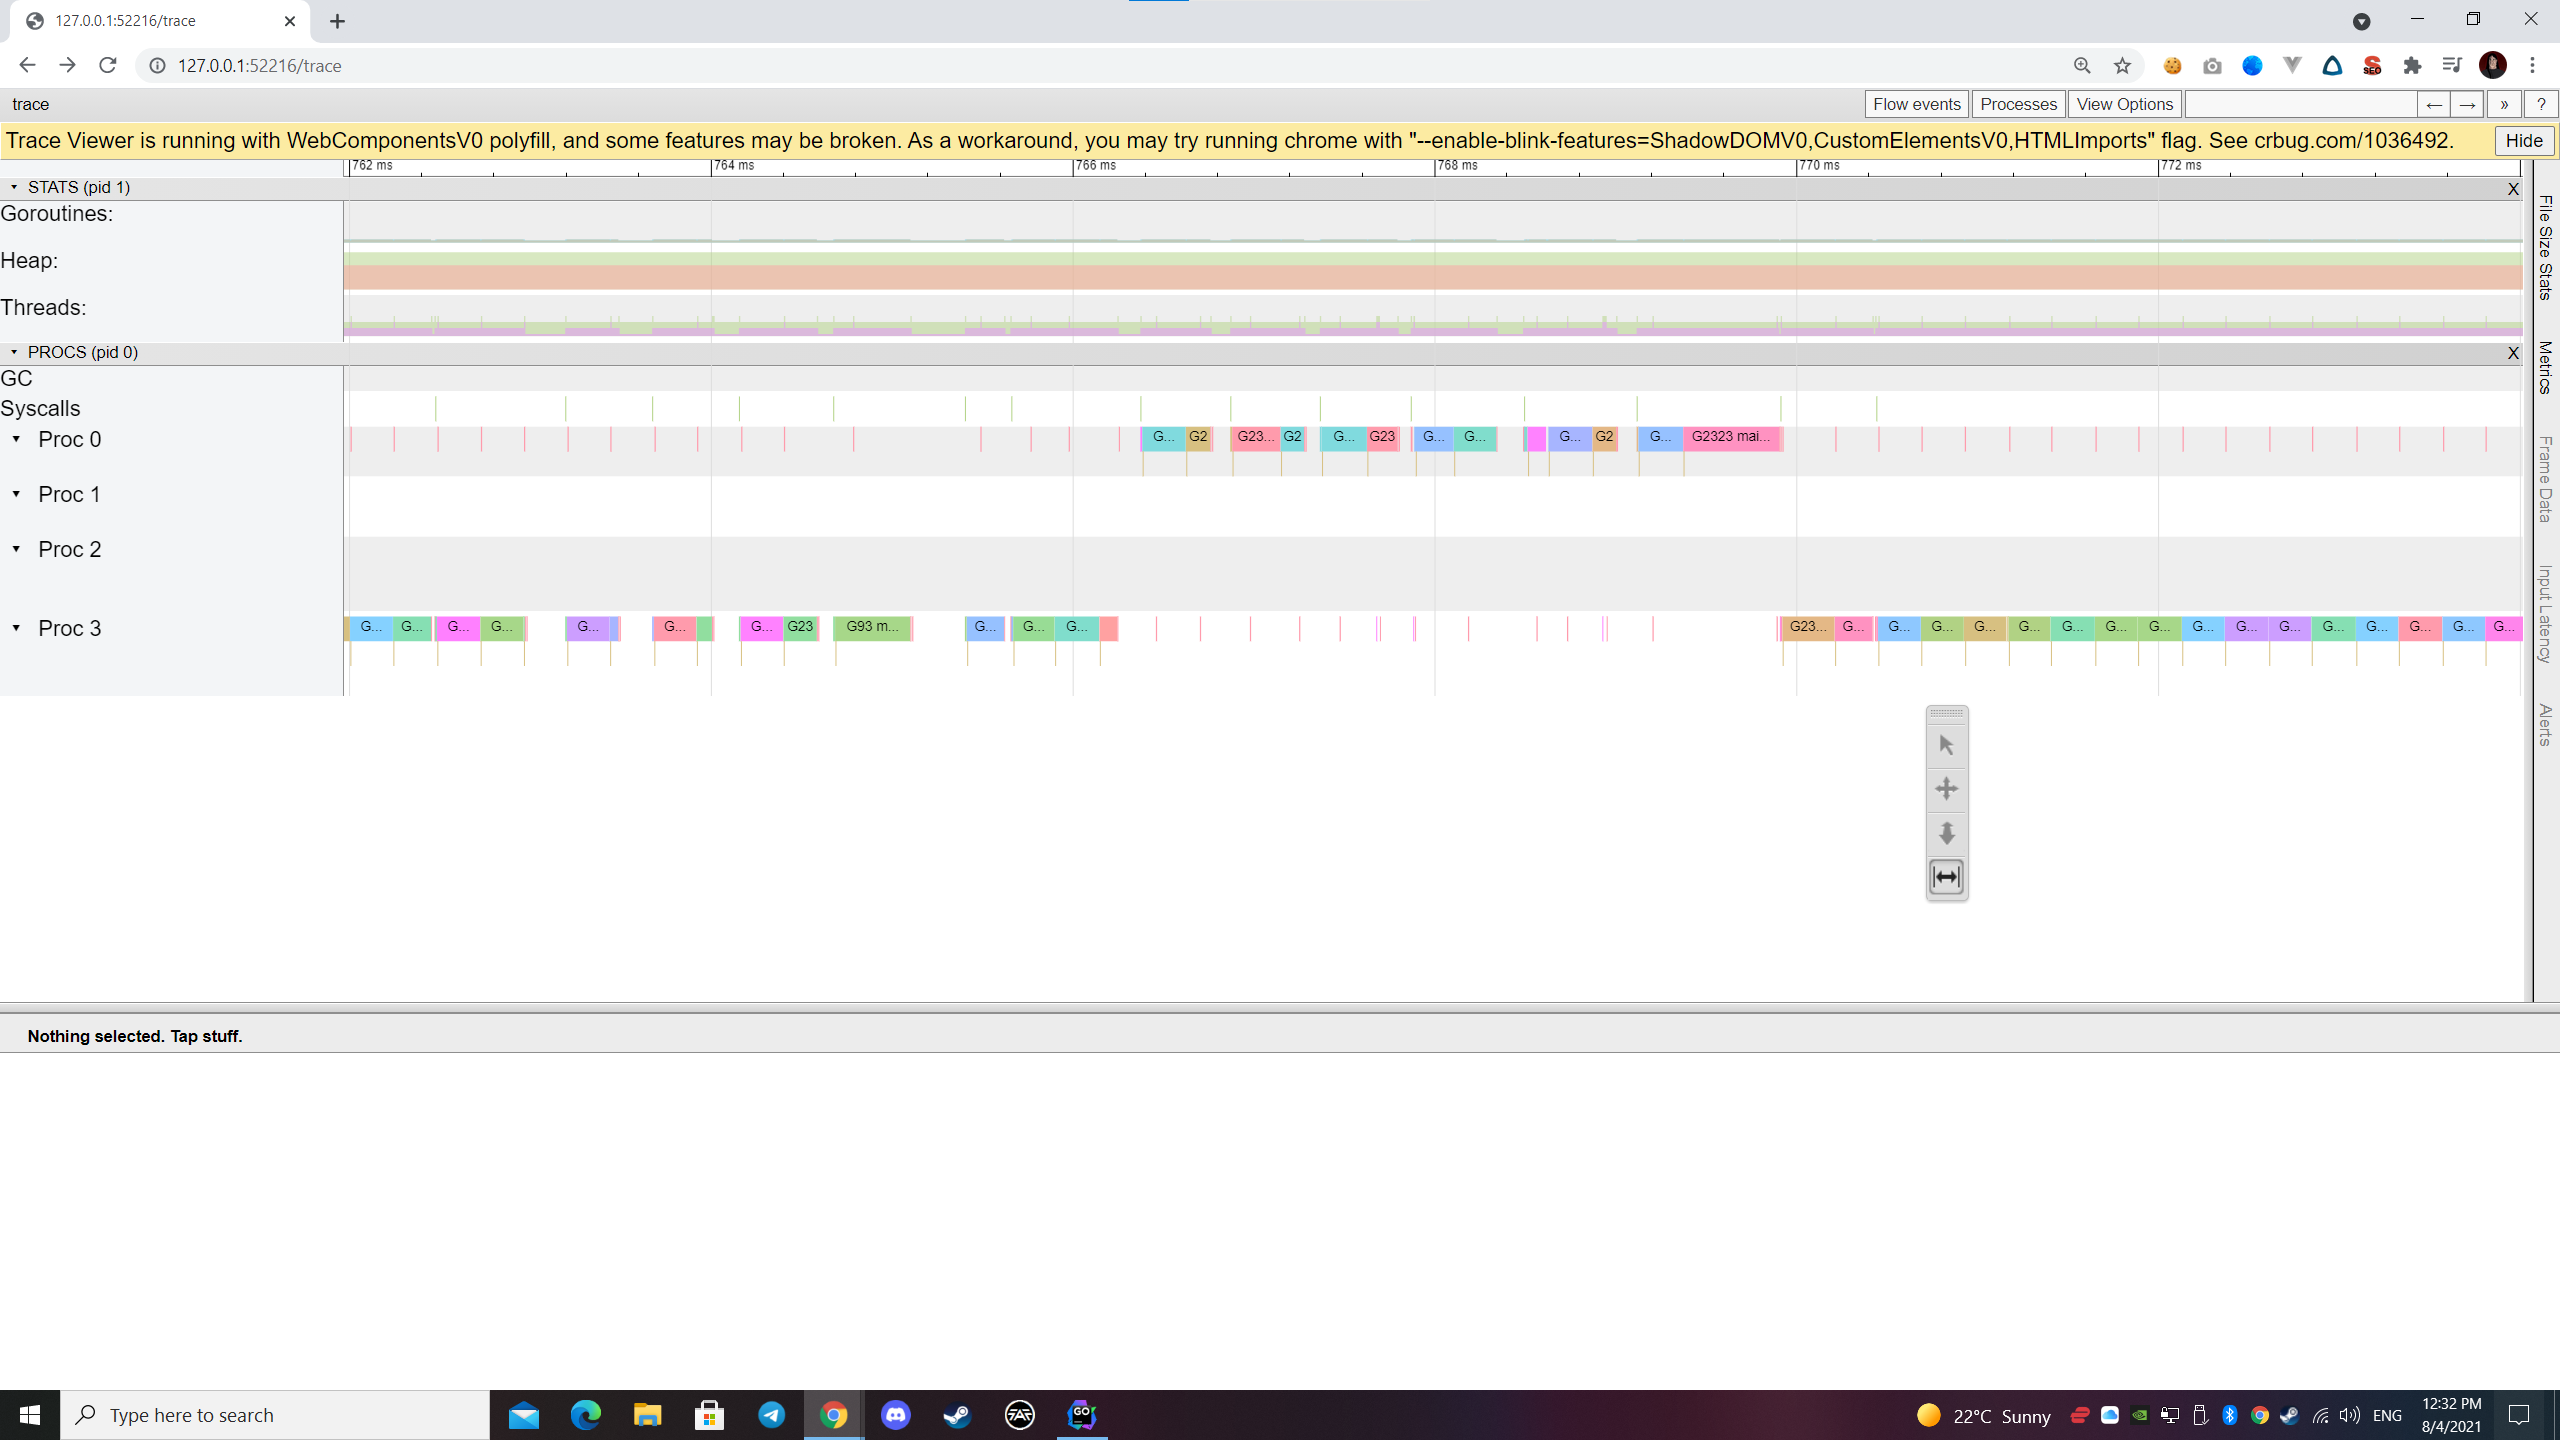 127.0.0.1:52216/trace
127.0.0.1:52216/trace
trace
Flow events Processes View Options ← → » ?
Trace Viewer is running with WebComponentsV0 polyfill, and some features may be broken. As a workaround, you may try running chrome with "--enable-blink-features=ShadowDOMV0,CustomElementsV0,HTMLImports" flag. See crbug.com/1036492. Hide
762 ms 764 ms 766 ms 768 ms 770 ms 772 ms
STATS (pid 1) X
Goroutines:
Heap:
Threads:
PROCS (pid 0) X
GC
Syscalls
Proc 0 G... G2 G23... G2 G... G23 G... G... G... G2 G... G2323 mai...
Proc 1
Proc 2
Proc 3 G... G... G... G... G... G... G... G23 G93 m... G... G... G... G23... G... G... G... G... G... G... G... G... G... G... G... G... G... G... G... G...
File Size Stats
Metrics
Frame Data
Input Latency
Alerts
Nothing selected. Tap stuff.
Type here to search
GO
22°C Sunny
ENG
12:32 PM
8/4/2021